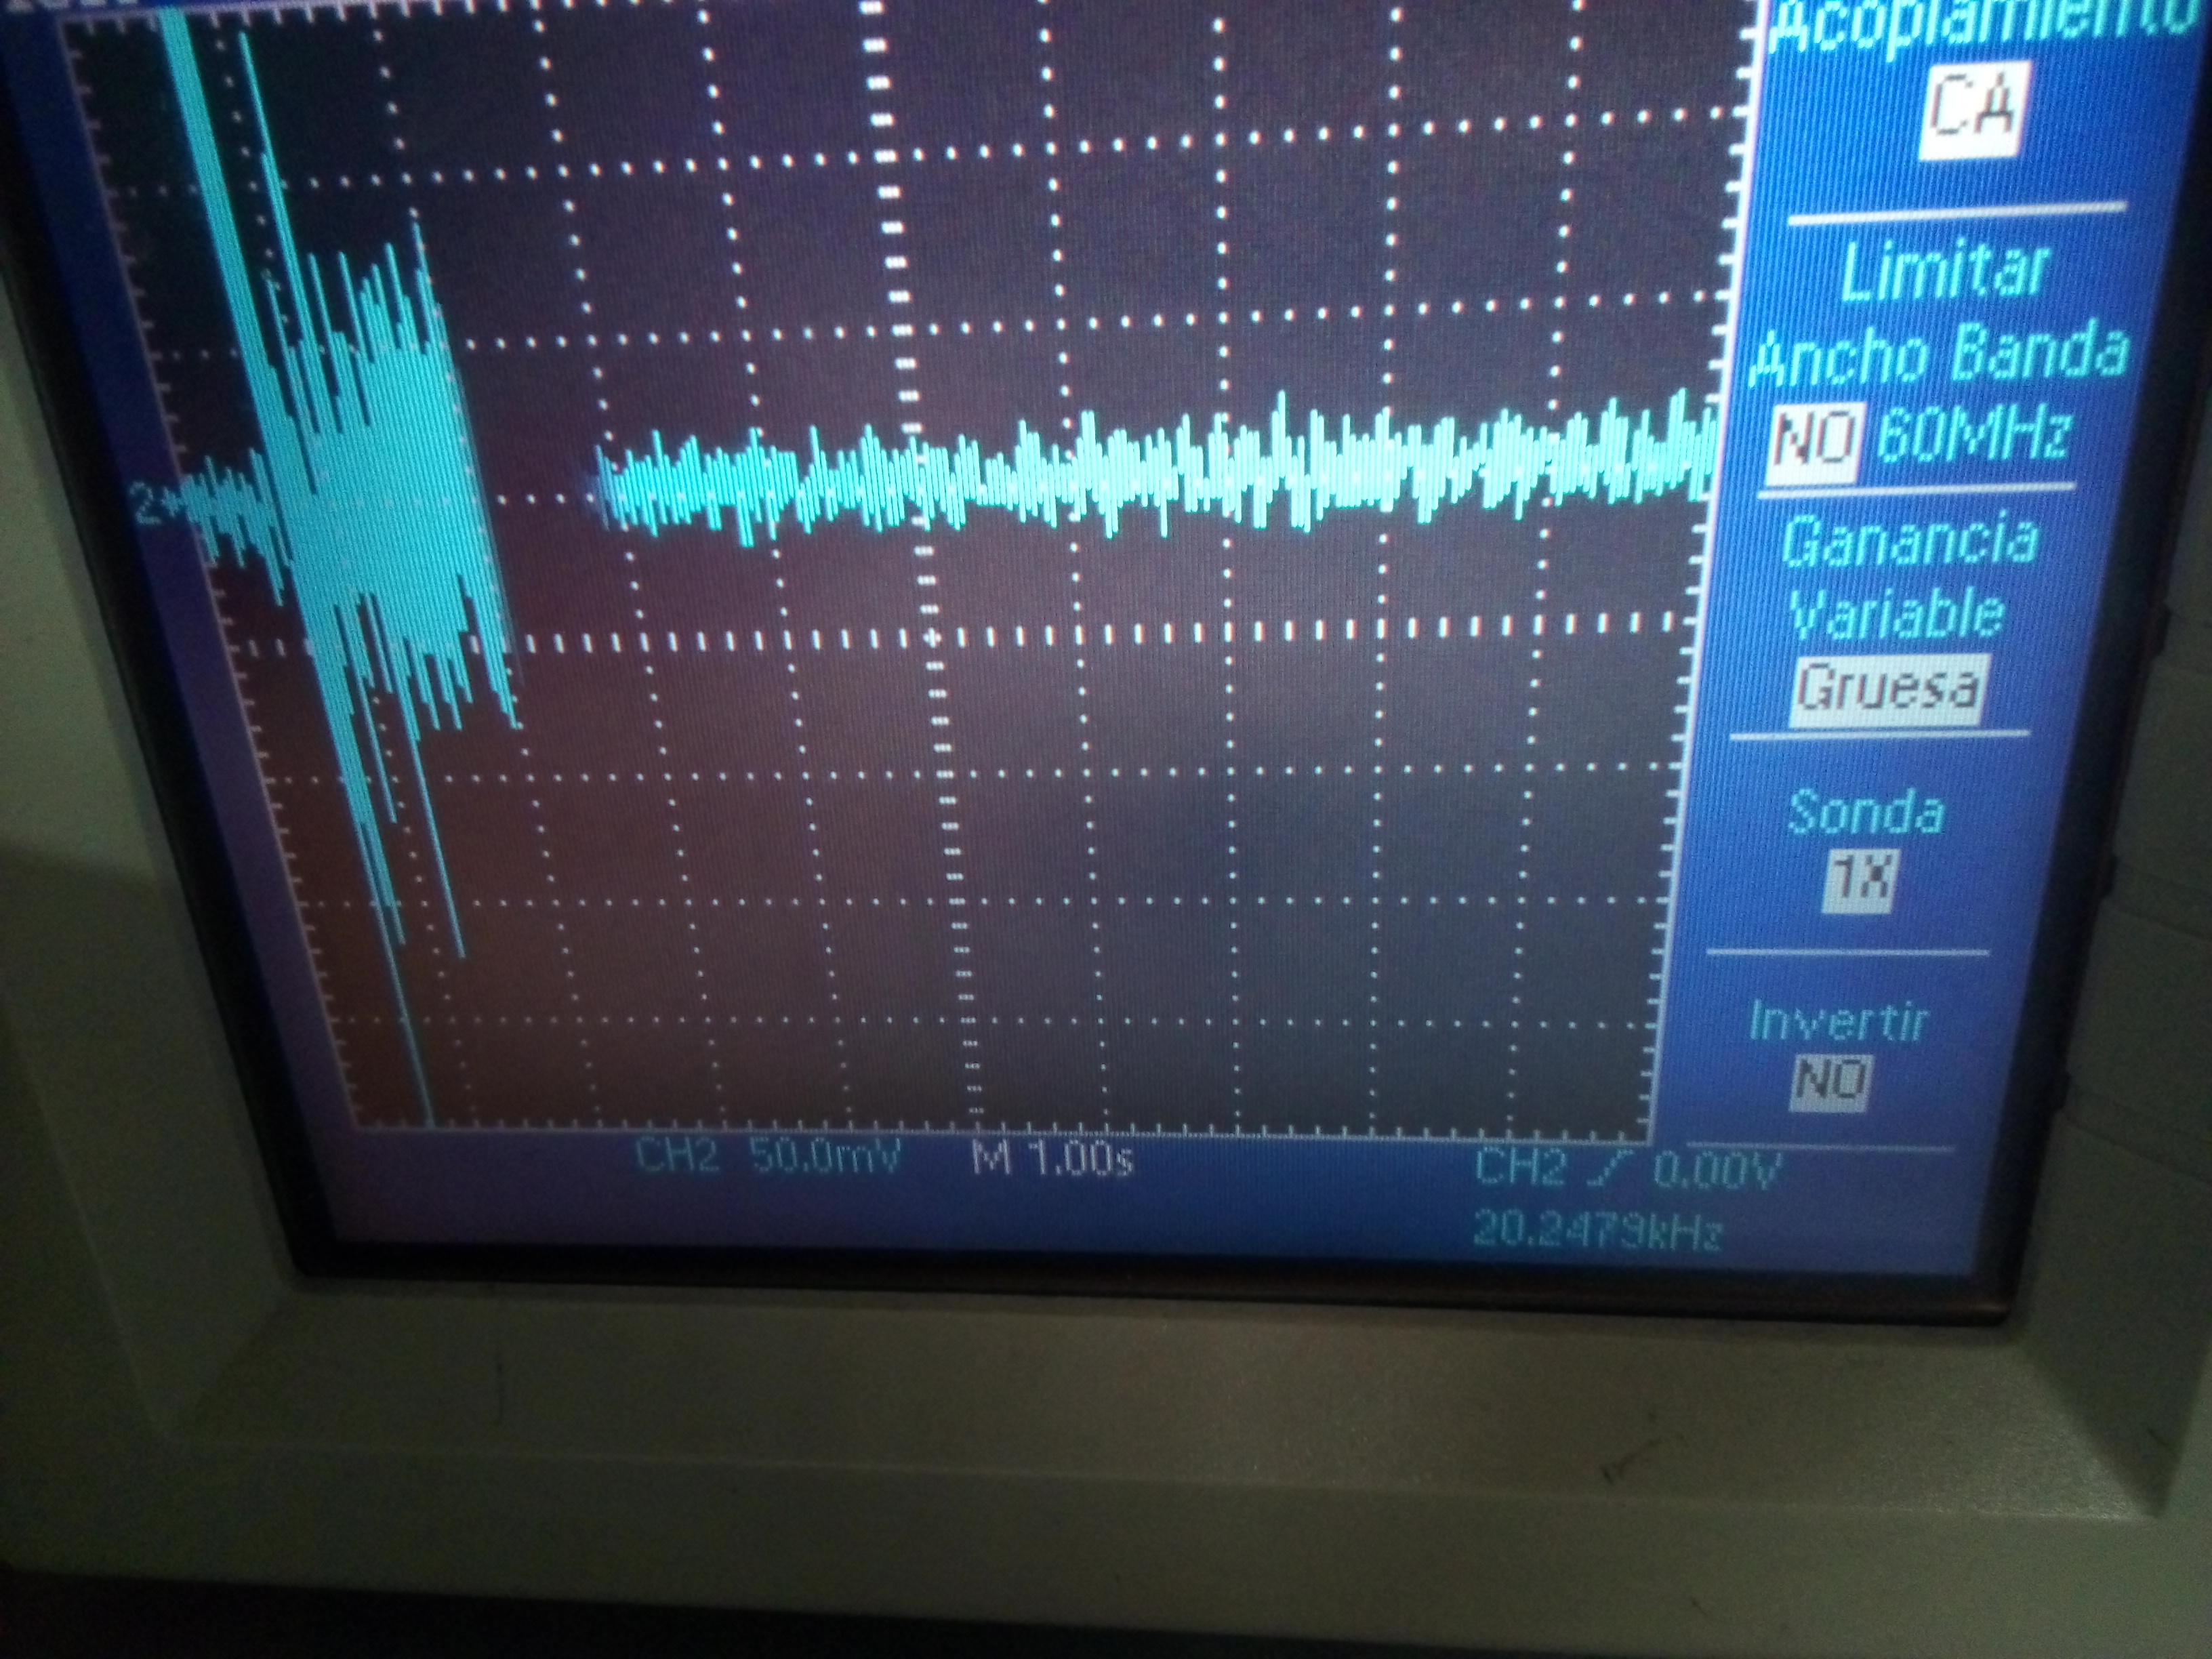 Acoplamiento
CA
Limitar
Ancho Banda
NO 60MHz
Ganancia
Variable
Gruesa
Sonda
1X
Invertir
NO
2
CH2 50.0mV M 1.00s CH2 0.00V
20.2479kHz